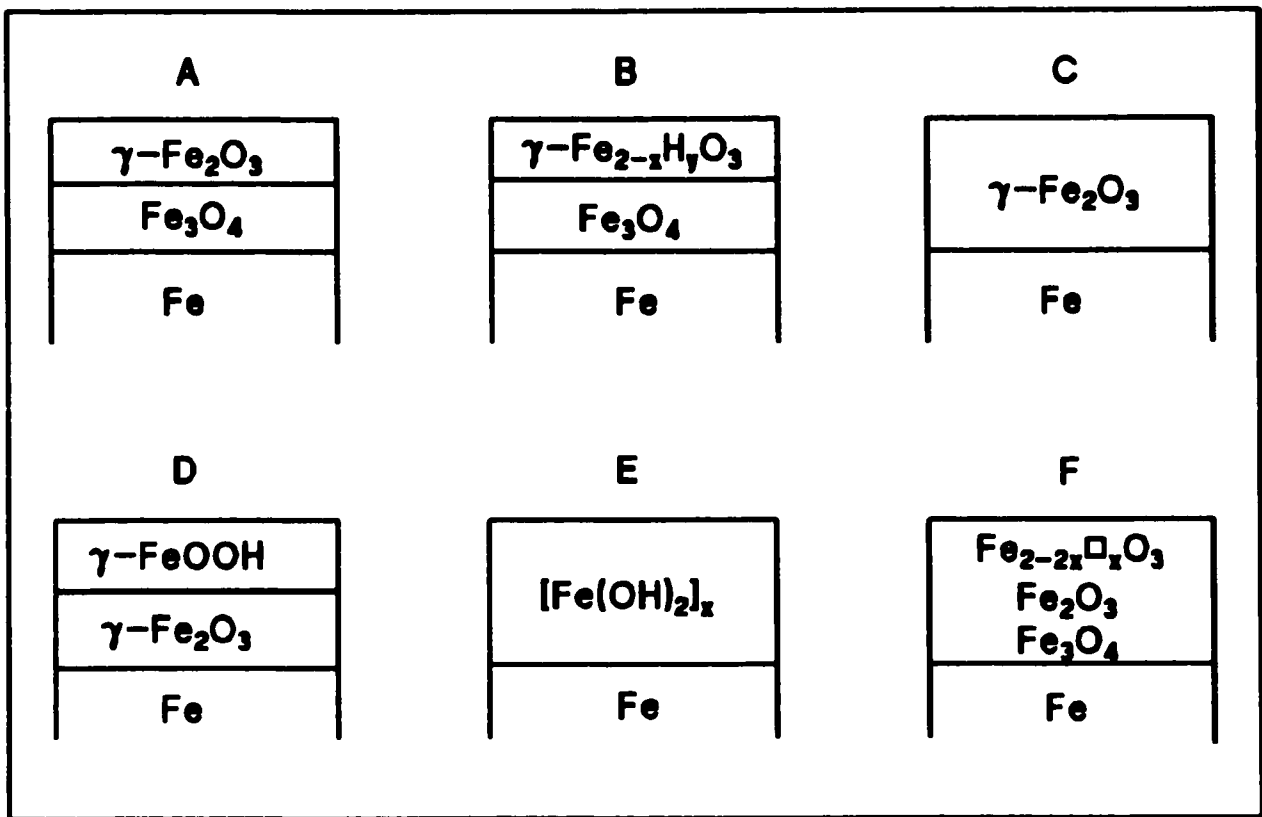 A
γ-Fe₂O₃
Fe₃O₄
Fe
B
γ-Fe₂₋ₓHᵧO₃
Fe₃O₄
Fe
C
γ-Fe₂O₃
Fe
D
γ-FeOOH
γ-Fe₂O₃
Fe
E
[Fe(OH)₂]ₓ
Fe
F
Fe₂₋₂ₓ□ₓO₃
Fe₂O₃
Fe₃O₄
Fe